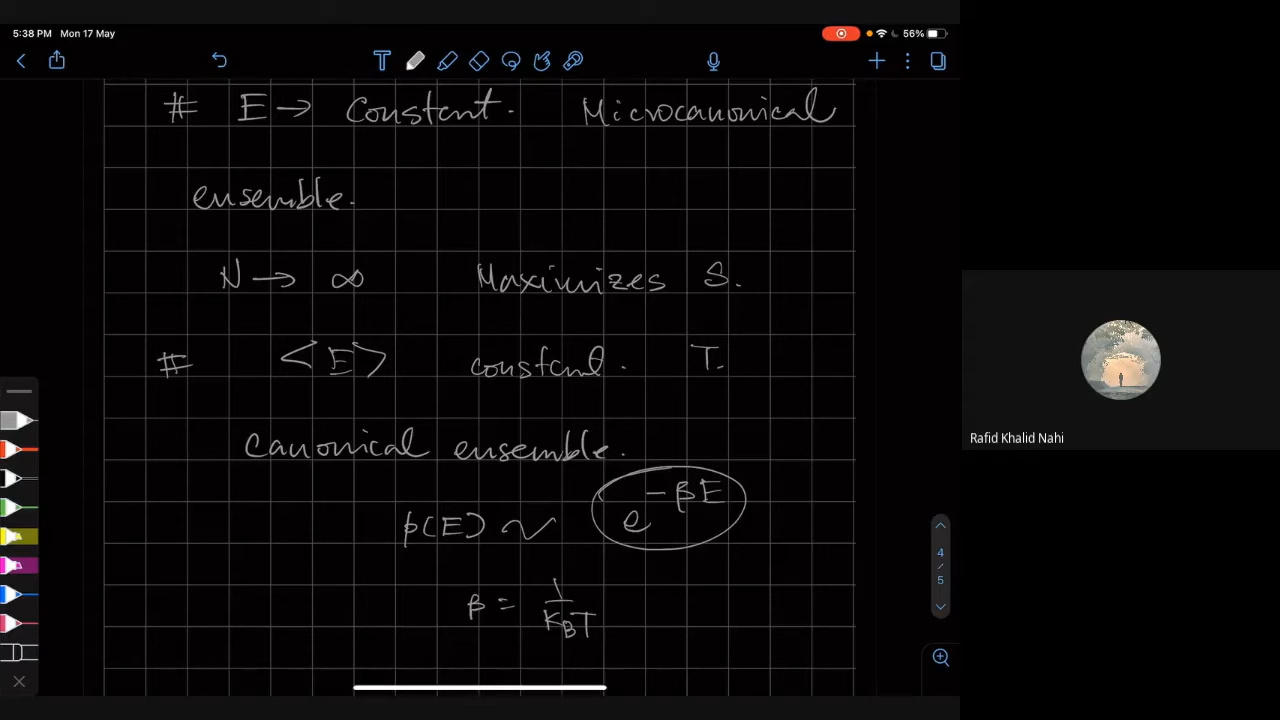 5:38 PM Mon 17 May
56%
# E → Constant. Microcanonical
ensemble.
N → ∞ Maximizes S.
# <E> constant. T.
Canonical ensemble.
p(E) ~ e^{-βE}
β = 1/K_BT
4
/
5
Rafid Khalid Nahi